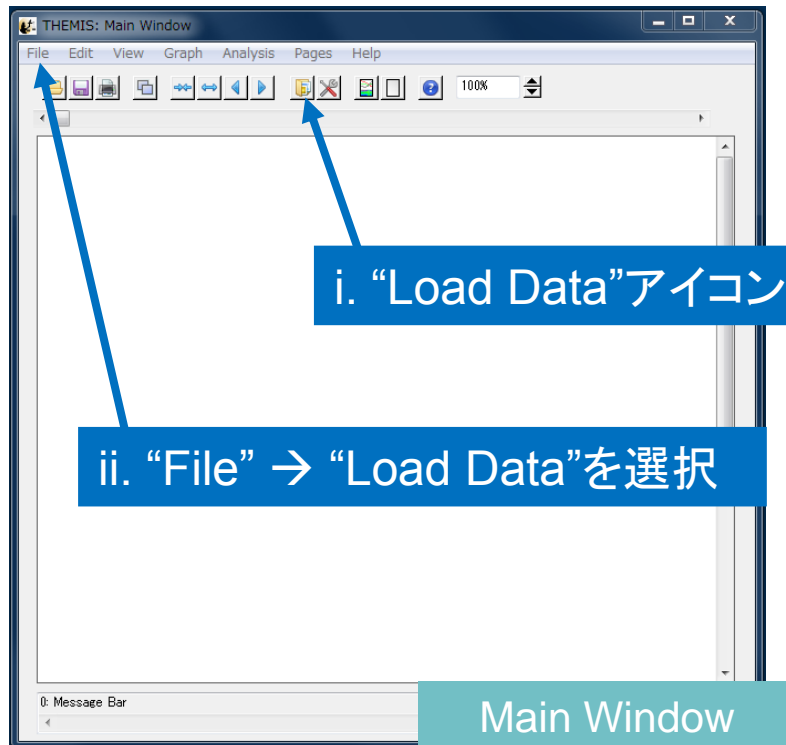 THEMIS: Main Window
File Edit View Graph Analysis Pages Help
100%
i. “Load Data”アイコン
ii. “File” → “Load Data”を選択
0: Message Bar
Main Window